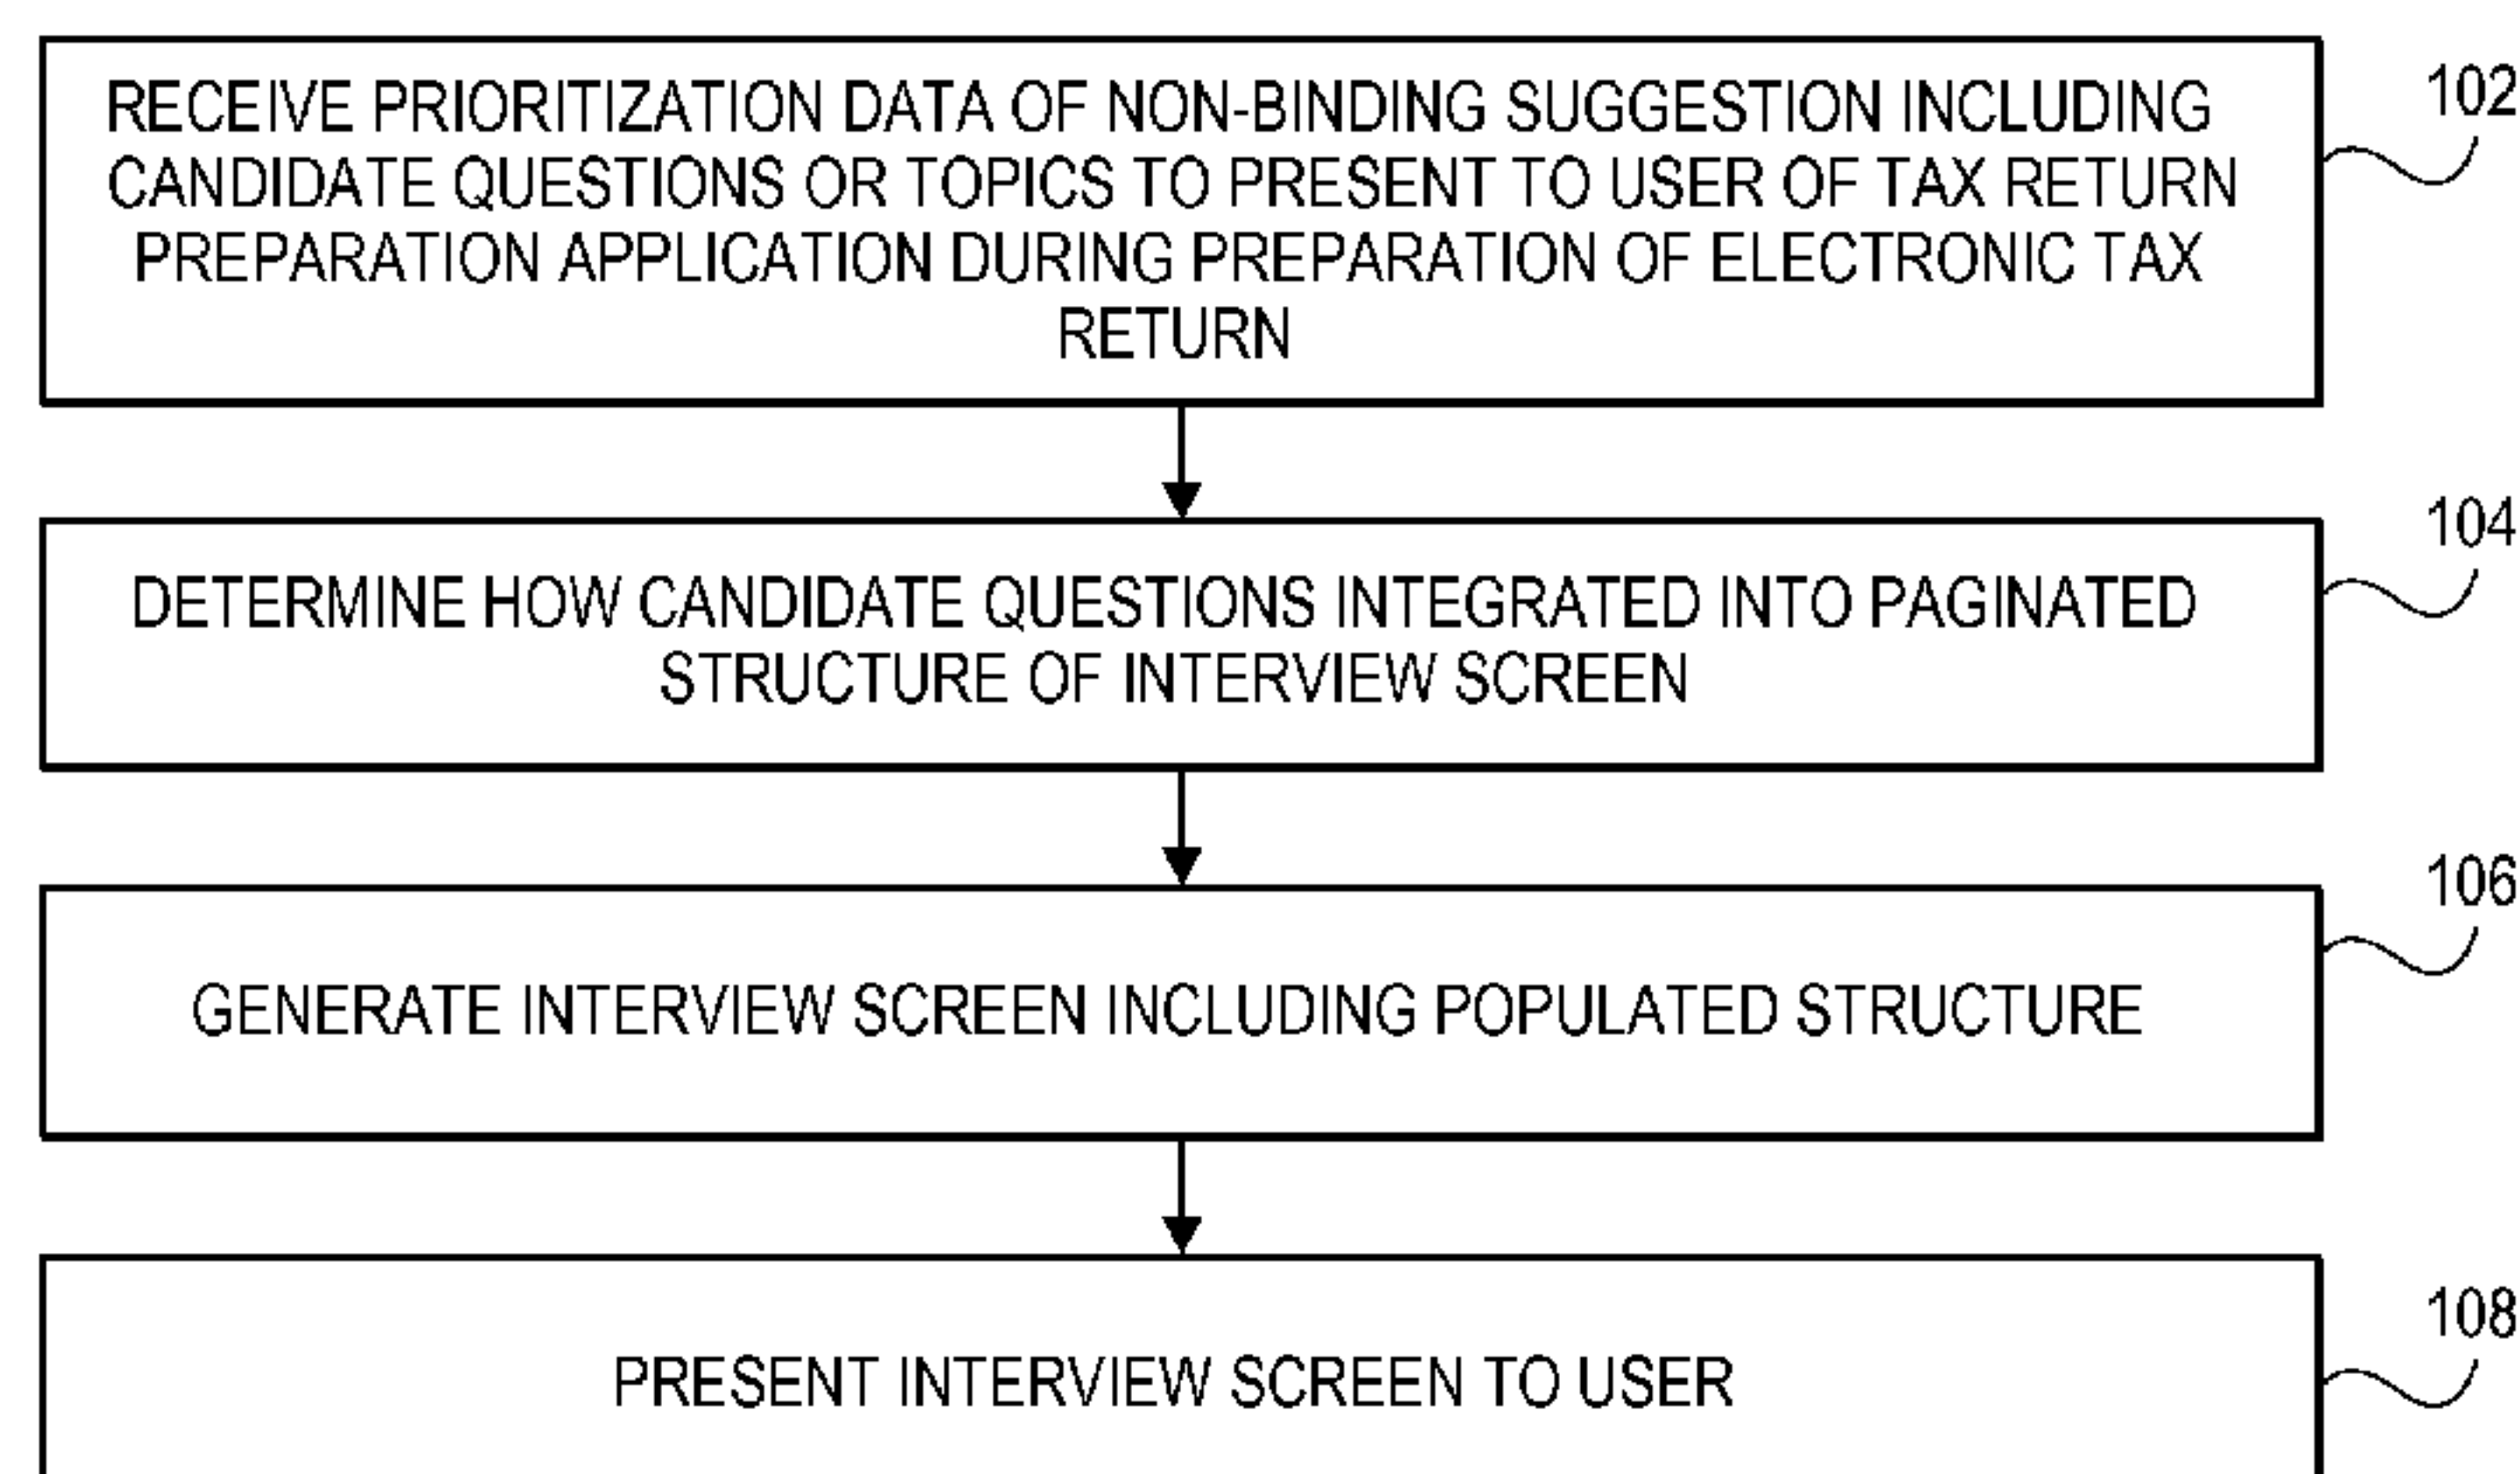 RECEIVE PRIORITIZATION DATA OF NON-BINDING SUGGESTION INCLUDING
CANDIDATE QUESTIONS OR TOPICS TO PRESENT TO USER OF TAX RETURN
PREPARATION APPLICATION DURING PREPARATION OF ELECTRONIC TAX
RETURN
102
DETERMINE HOW CANDIDATE QUESTIONS INTEGRATED INTO PAGINATED
STRUCTURE OF INTERVIEW SCREEN
104
GENERATE INTERVIEW SCREEN INCLUDING POPULATED STRUCTURE
106
PRESENT INTERVIEW SCREEN TO USER
108